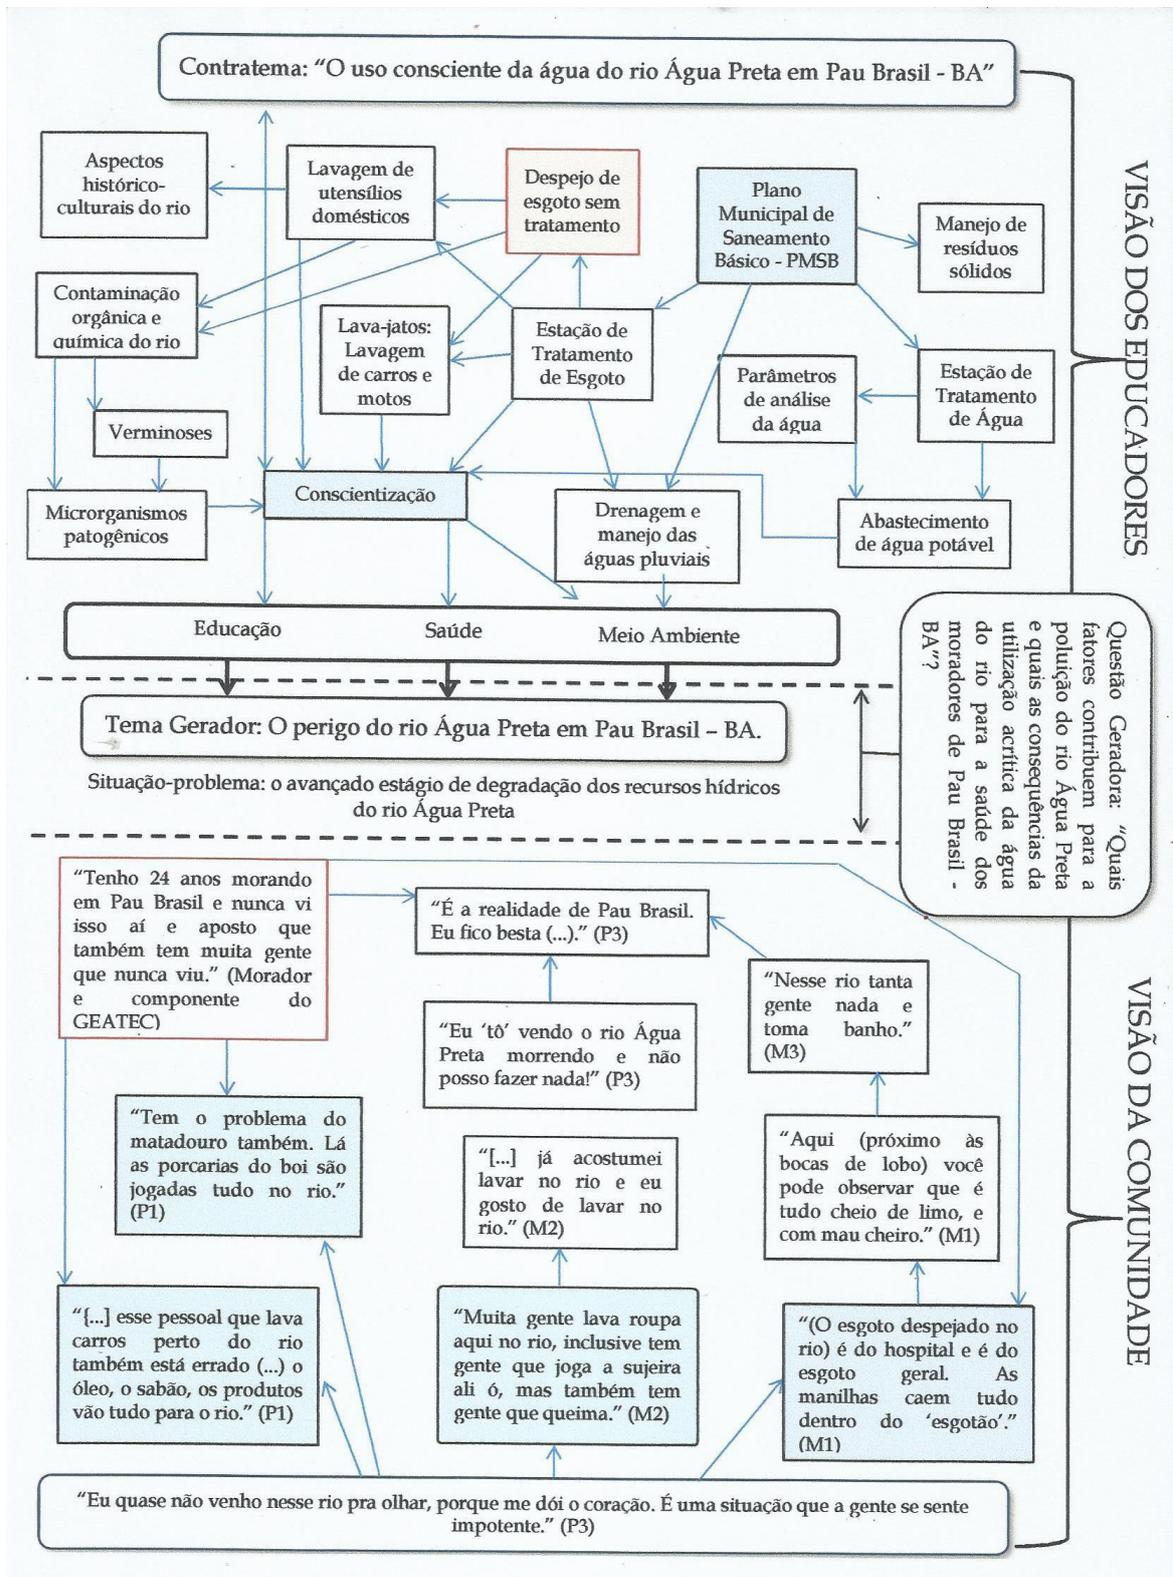 Contratema: “O uso consciente da água do rio Água Preta em Pau Brasil - BA”
Aspectos
histórico-
culturais do rio
Lavagem de
utensílios
domésticos
Despejo de
esgoto sem
tratamento
Plano
Municipal de
Saneamento
Básico - PMSB
Manejo de
resíduos
sólidos
Contaminação
orgânica e
química do rio
Lava-jatos:
Lavagem
de carros e
motos
Estação de
Tratamento
de Esgoto
Parâmetros
de análise
da água
Estação de
Tratamento
de Água
Verminoses
Microrganismos
patogênicos
Conscientização
Drenagem e
manejo das
águas pluviais
Abastecimento
de água potável
VISÃO DOS EDUCADORES
Educação
Saúde
Meio Ambiente
Tema Gerador: O perigo do rio Água Preta em Pau Brasil – BA.
Situação-problema: o avançado estágio de degradação dos recursos hídricos
do rio Água Preta
Questão Geradora: “Quais
fatores contribuem para a
poluição do rio Água Preta
e quais as consequências da
utilização acrítica da água
do rio para a saúde dos
moradores de Pau Brasil -
BA”?
“Tenho 24 anos morando
em Pau Brasil e nunca vi
isso aí e aposto que
também tem muita gente
que nunca viu.” (Morador
e componente do
GEATEC)
“É a realidade de Pau Brasil.
Eu fico besta (...).” (P3)
“Nesse rio tanta
gente nada e
toma banho.”
(M3)
“Eu ‘tô’ vendo o rio Água
Preta morrendo e não
posso fazer nada!” (P3)
“Tem o problema do
matadouro também. Lá
as porcarias do boi são
jogadas tudo no rio.”
(P1)
“[...] já acostumei
lavar no rio e eu
gosto de lavar no
rio.” (M2)
“Aqui (próximo às
bocas de lobo) você
pode observar que é
tudo cheio de limo, e
com mau cheiro.” (M1)
“[...] esse pessoal que lava
carros perto do rio
também está errado (...) o
óleo, o sabão, os produtos
vão tudo para o rio.” (P1)
“Muita gente lava roupa
aqui no rio, inclusive tem
gente que joga a sujeira
ali ó, mas também tem
gente que queima.” (M2)
“(O esgoto despejado no
rio) é do hospital e é do
esgoto geral. As
manilhas caem tudo
dentro do ‘esgotão’.”
(M1)
VISÃO DA COMUNIDADE
“Eu quase não venho nesse rio pra olhar, porque me dói o coração. É uma situação que a gente se sente
impotente.” (P3)